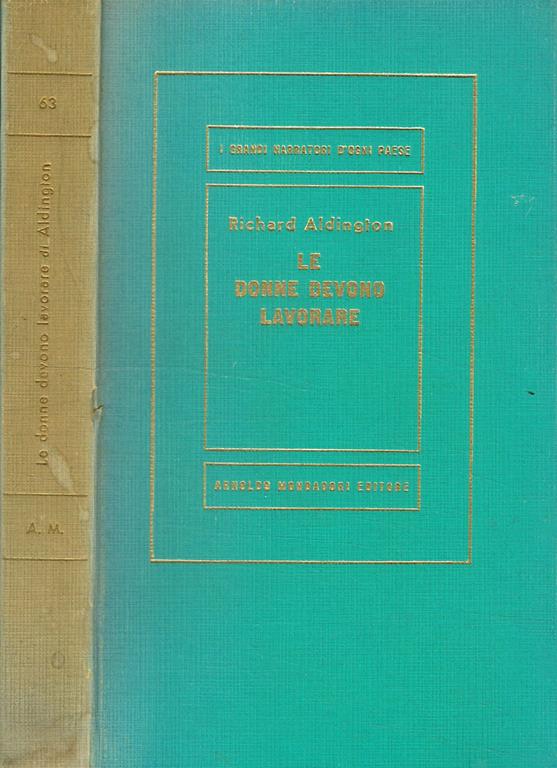 63
Le donne devono lavorare di Aldington
A. M.
I GRANDI NARRATORI D'OGNI PAESE
Richard Aldington
LE
DONNE DEVONO
LAVORARE
ARNOLDO MONDADORI EDITORE